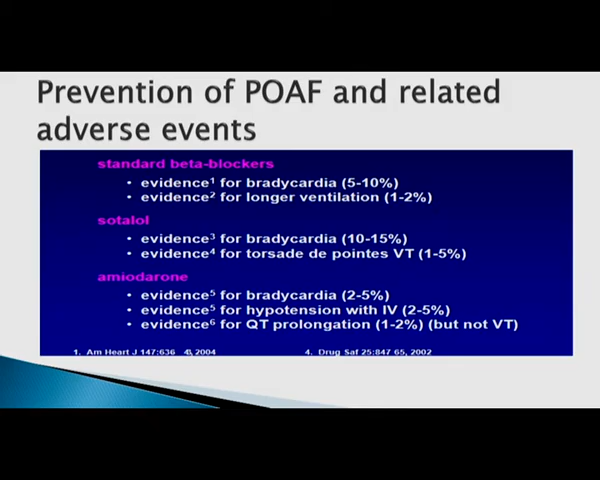 Prevention of POAF and related
adverse events
standard beta-blockers
• evidence1 for bradycardia (5-10%)
• evidence2 for longer ventilation (1-2%)
sotalol
• evidence3 for bradycardia (10-15%)
• evidence4 for torsade de pointes VT (1-5%)
amiodarone
• evidence5 for bradycardia (2-5%)
• evidence5 for hypotension with IV (2-5%)
• evidence6 for QT prolongation (1-2%) (but not VT)
1. Am Heart J 147:636 2004
4. Drug Saf 25:847 65, 2002